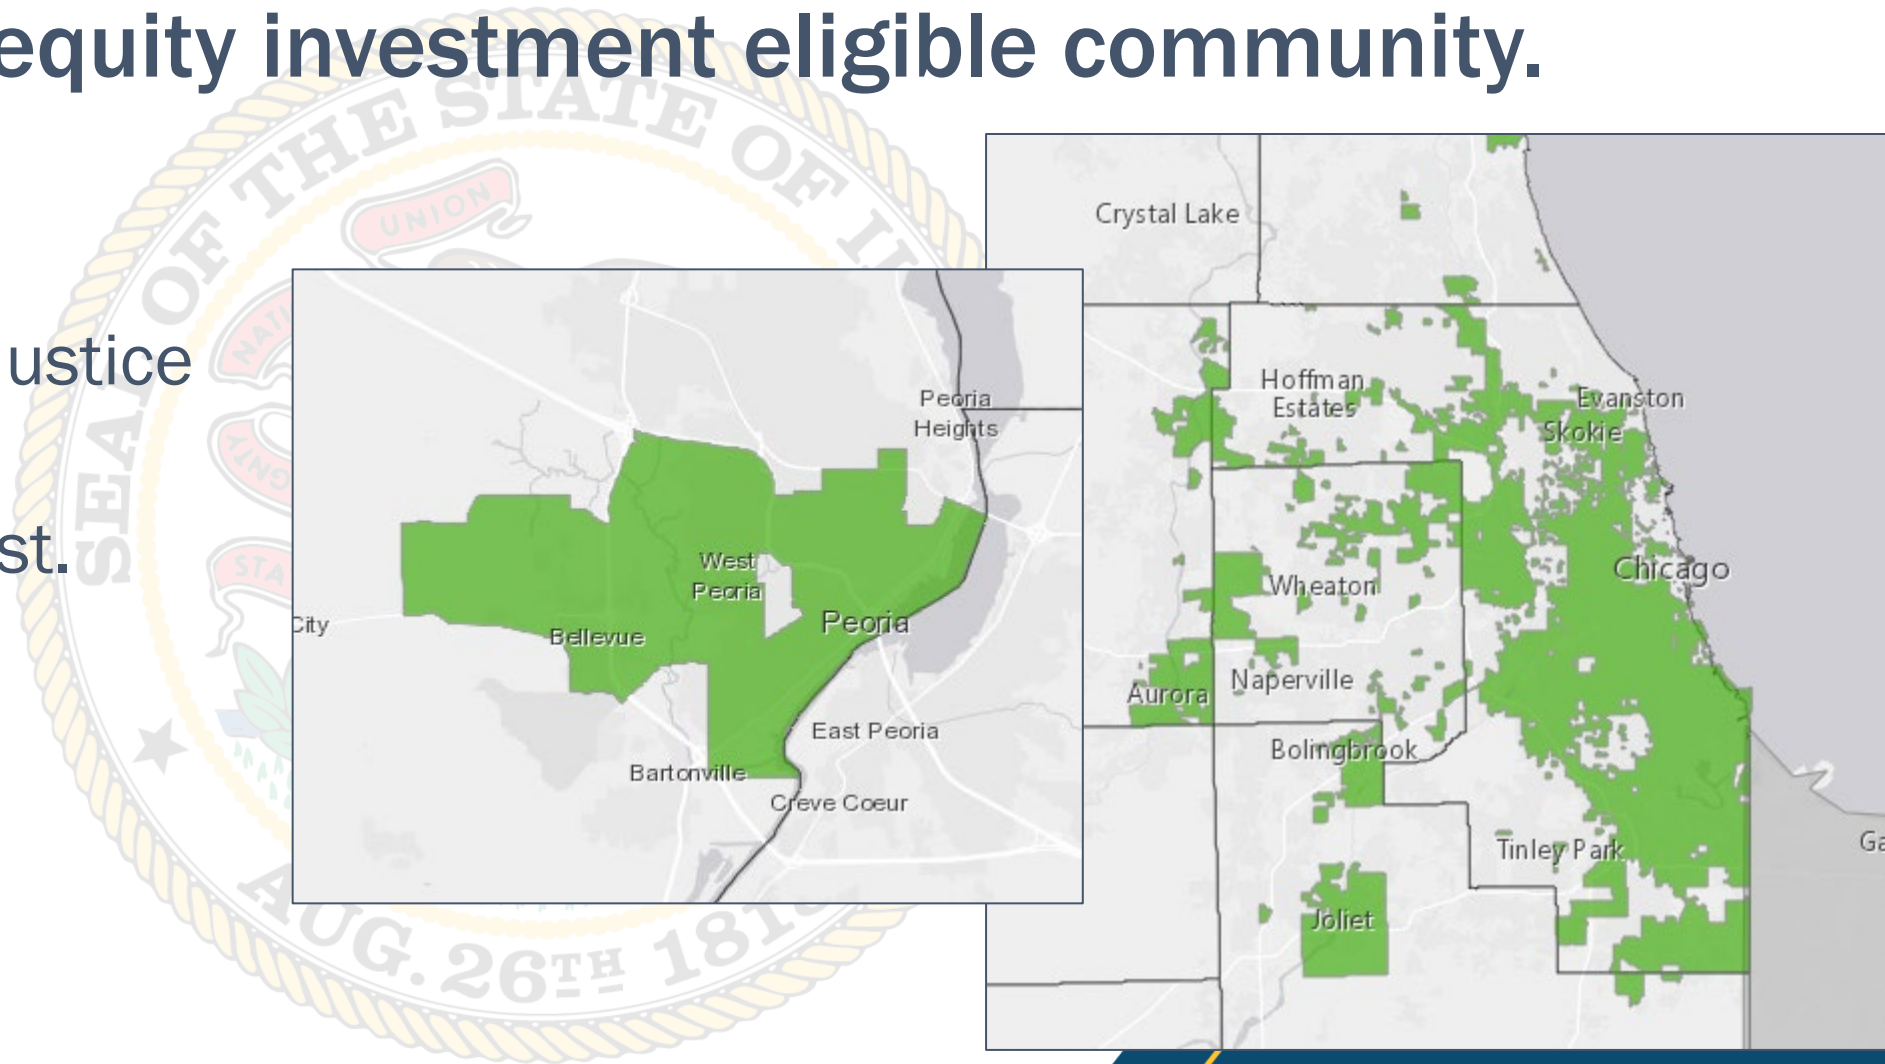 equity investment eligible community.
SEAL OF THE STATE OF
UNION
ustice
st.
AUG. 26TH 181
City
Peoria
Heights
West
Peoria
Peoria
Bellevue
East Peoria
Bartonville
Creve Coeur
Crystal Lake
Hoffman
Estates
Evanston
Skokie
Chicago
Wheaton
Naperville
Aurora
Bolingbrook
Tinley Park
Joliet
Ga